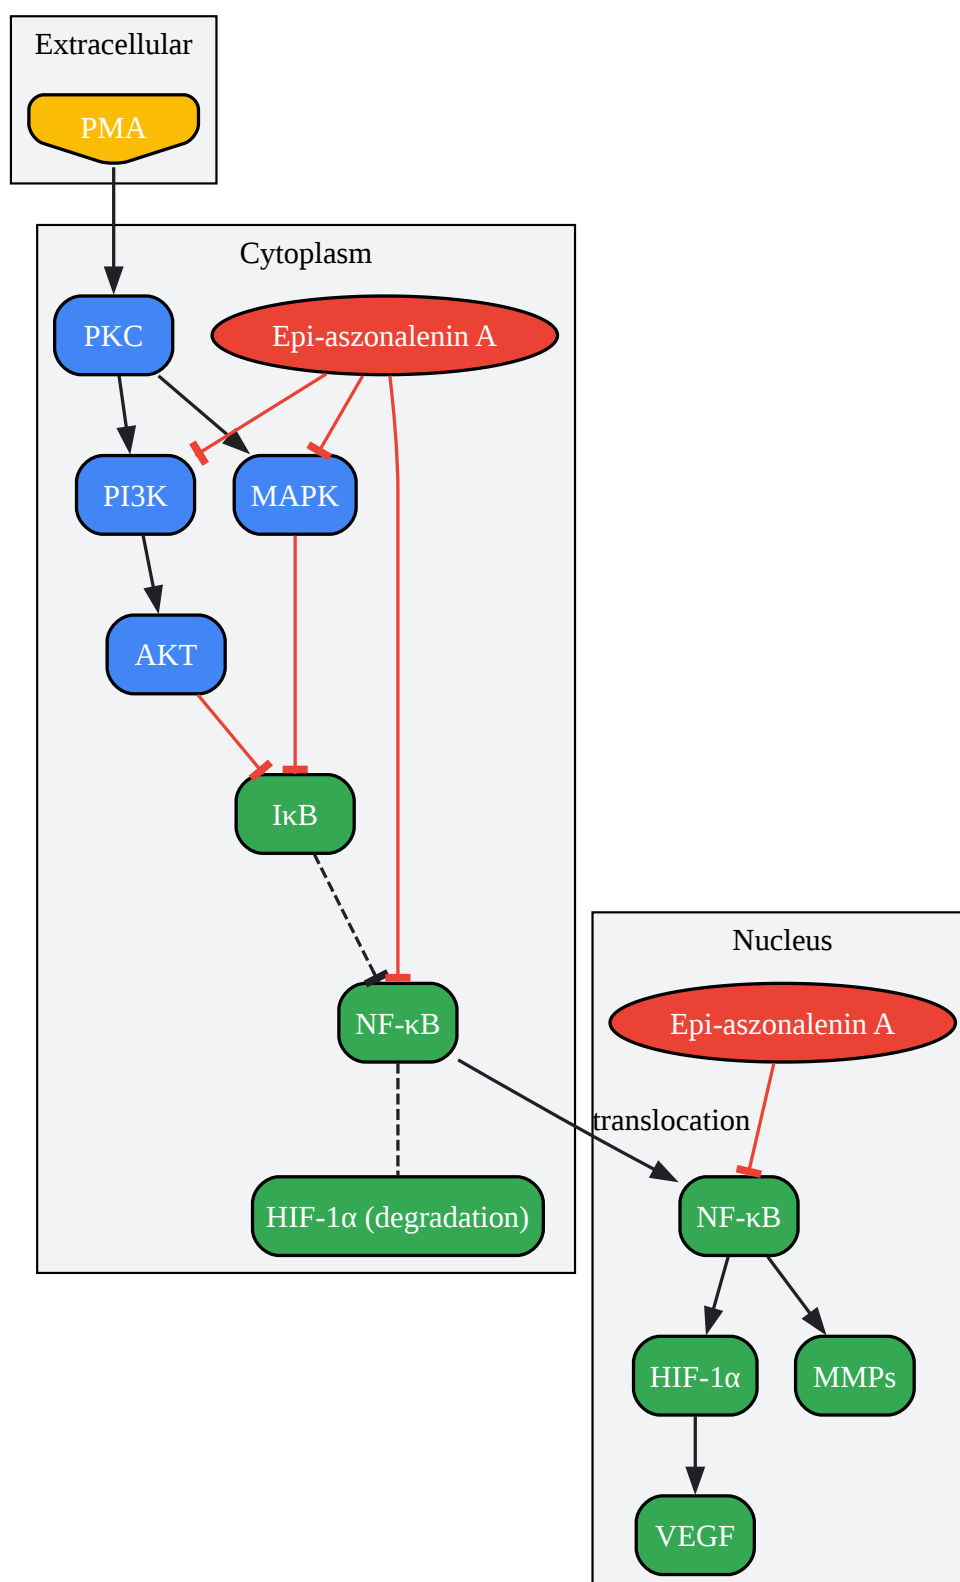 Extracellular
PMA
Cytoplasm
PKC
Epi-aszonalenin A
PI3K
MAPK
AKT
IκB
NF-κB
HIF-1α (degradation)
translocation
Nucleus
Epi-aszonalenin A
NF-κB
HIF-1α
MMPs
VEGF